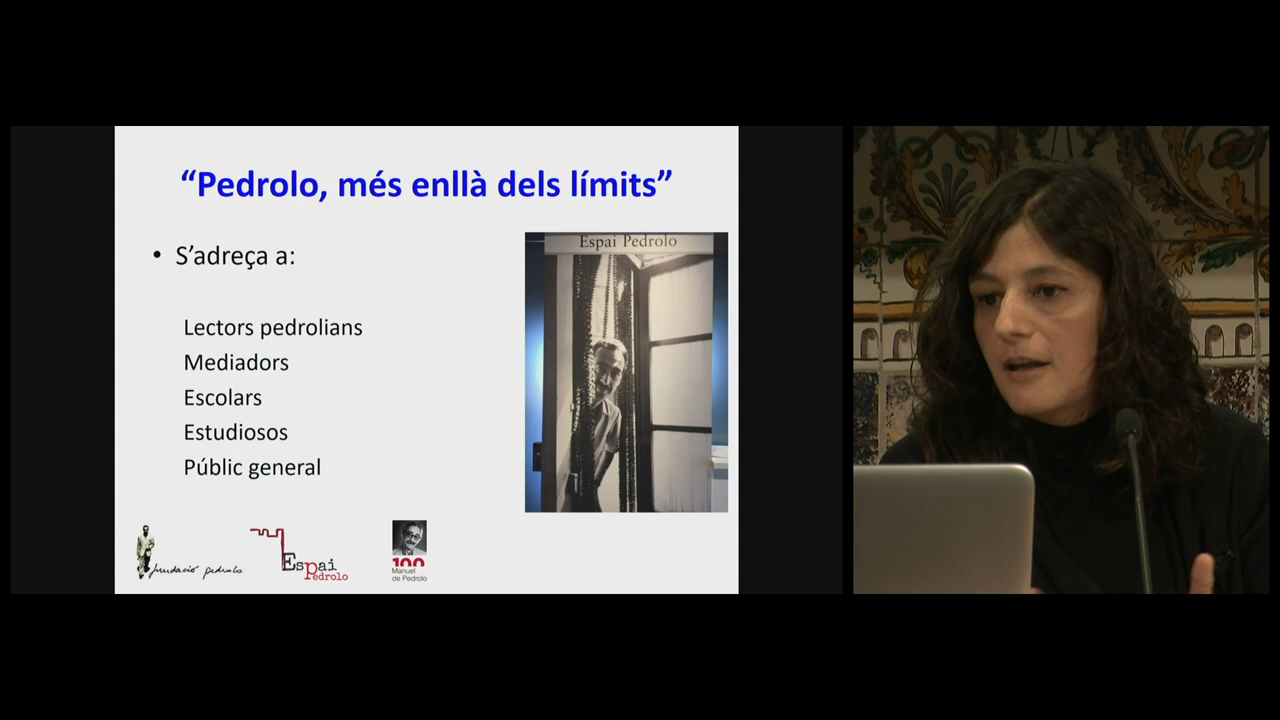 “Pedrolo, més enllà dels límits”
• S’adreça a:
Lectors pedrolians
Mediadors
Escolars
Estudiosos
Públic general
Espai Pedrolo
fundació pedrolo
Espai
Pedrolo
100
Manuel
de Pedrolo